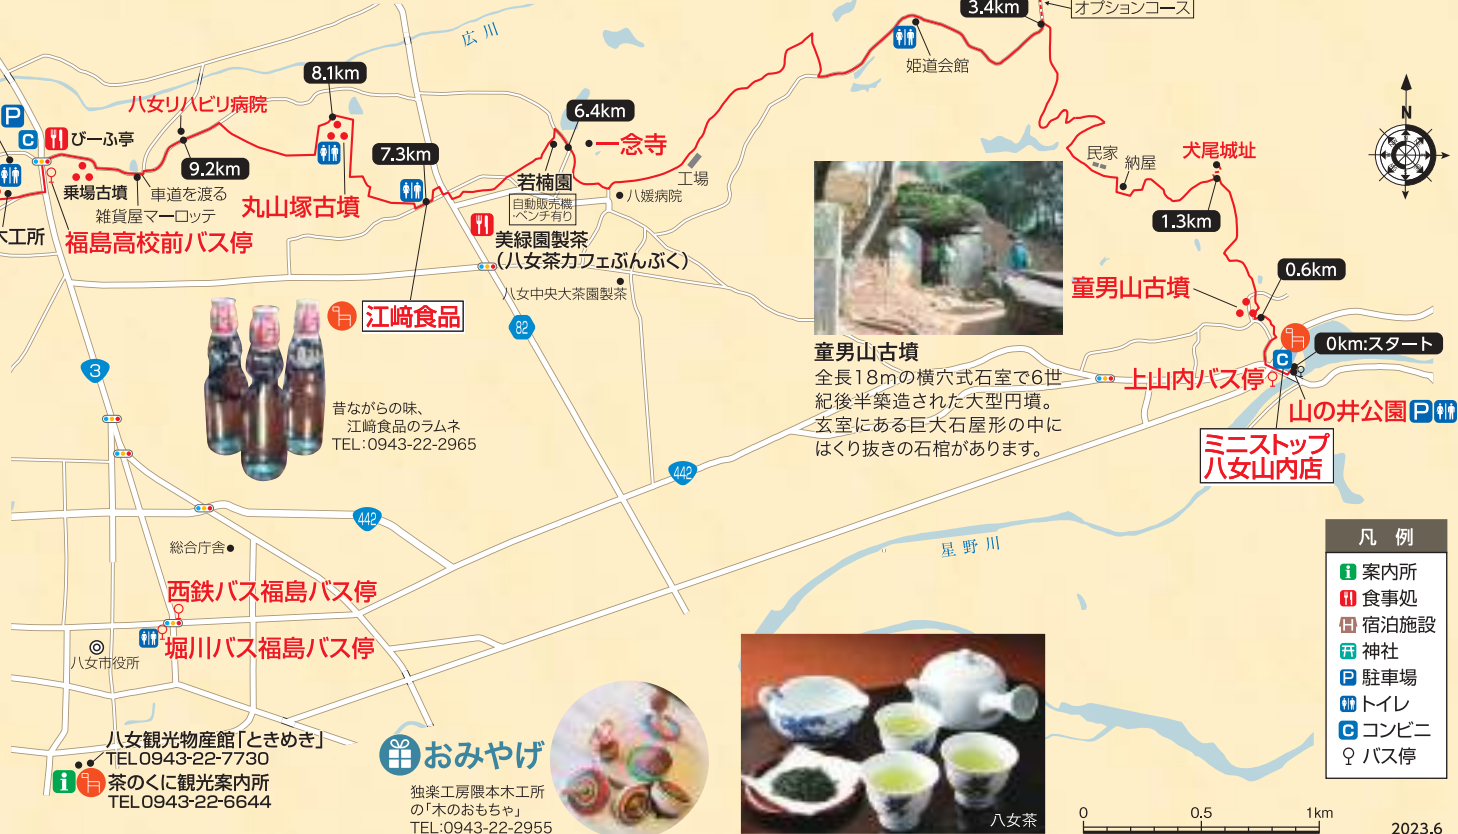 3.4km
オプションコース
広川
姫道会館
8.1km
八女リハビリ病院
6.4km
P
C
びーふ亭
9.2km
7.3km
一念寺
乗場古墳
車道を渡る
雑貨屋マーロッテ
丸山塚古墳
若楠園
自動販売機
・ベンチ有り
八媛病院
工場
木工所
福島高校前バス停
美緑園製茶
(八女茶カフェぶんぶく)
八女中央大茶園製茶
民家
納屋
犬尾城址
1.3km
N
0.6km
童男山古墳
0km:スタート
C
上山内バス停
山の井公園
P
ミニストップ
八女山内店
童男山古墳
全長18mの横穴式石室で6世
紀後半築造された大型円墳。
玄室にある巨大石屋形の中に
はくり抜きの石棺があります。
江﨑食品
82
3
442
442
昔ながらの味、
江﨑食品のラムネ
TEL:0943-22-2965
星野川
総合庁舎
西鉄バス福島バス停
堀川バス福島バス停
八女市役所
八女観光物産館「ときめき」
TEL0943-22-7730
i
茶のくに観光案内所
TEL0943-22-6644
おみやげ
独楽工房隈本木工所
の「木のおもちゃ」
TEL:0943-22-2955
八女茶
凡例
i 案内所
食事処
H 宿泊施設
神社
P 駐車場
トイレ
C コンビニ
バス停
0 0.5 1km
2023.6